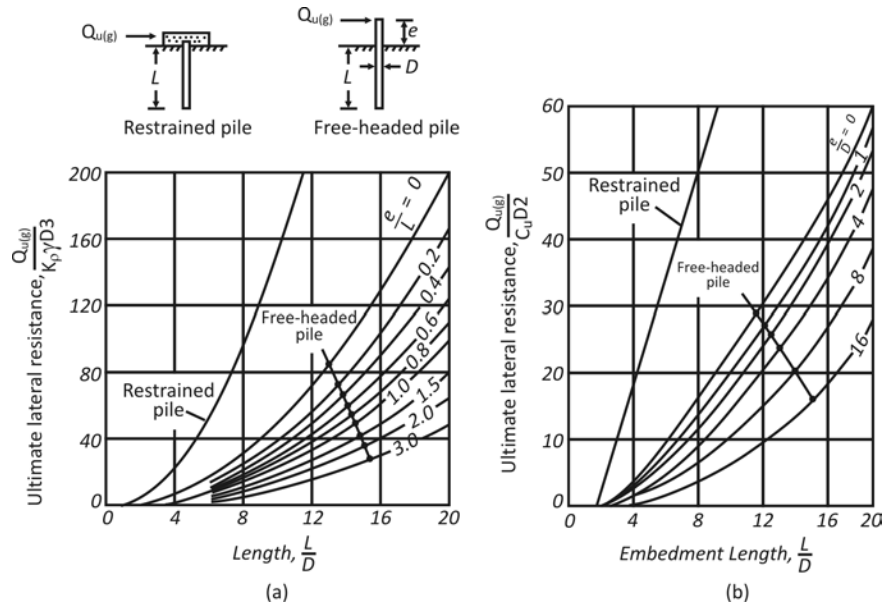 Qu(g)
L
Restrained pile
Qu(g)
e
L
D
Free-headed pile
Ultimate lateral resistance, Qu(g) / KργD3
200
160
120
80
40
0
Restrained pile
Free-headed pile
e/L = 0
0.2
0.4
0.6
0.8
1.0
1.5
2.0
3.0
0 4 8 12 16 20
Length, L/D
(a)
Ultimate lateral resistance, Qu(g) / CuD2
60
50
40
30
20
10
0
Restrained pile
Free-headed pile
e/D = 0
1
2
4
8
16
0 4 8 12 16 20
Embedment Length, L/D
(b)